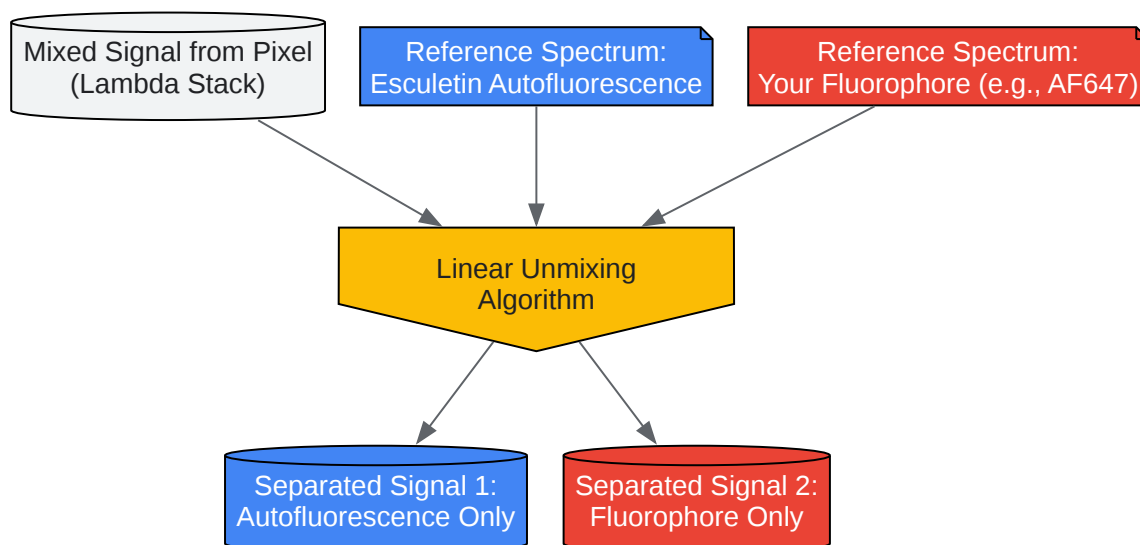 Mixed Signal from Pixel
(Lambda Stack)
Reference Spectrum:
Esculetin Autofluorescence
Reference Spectrum:
Your Fluorophore (e.g., AF647)
Linear Unmixing
Algorithm
Separated Signal 1:
Autofluorescence Only
Separated Signal 2:
Fluorophore Only